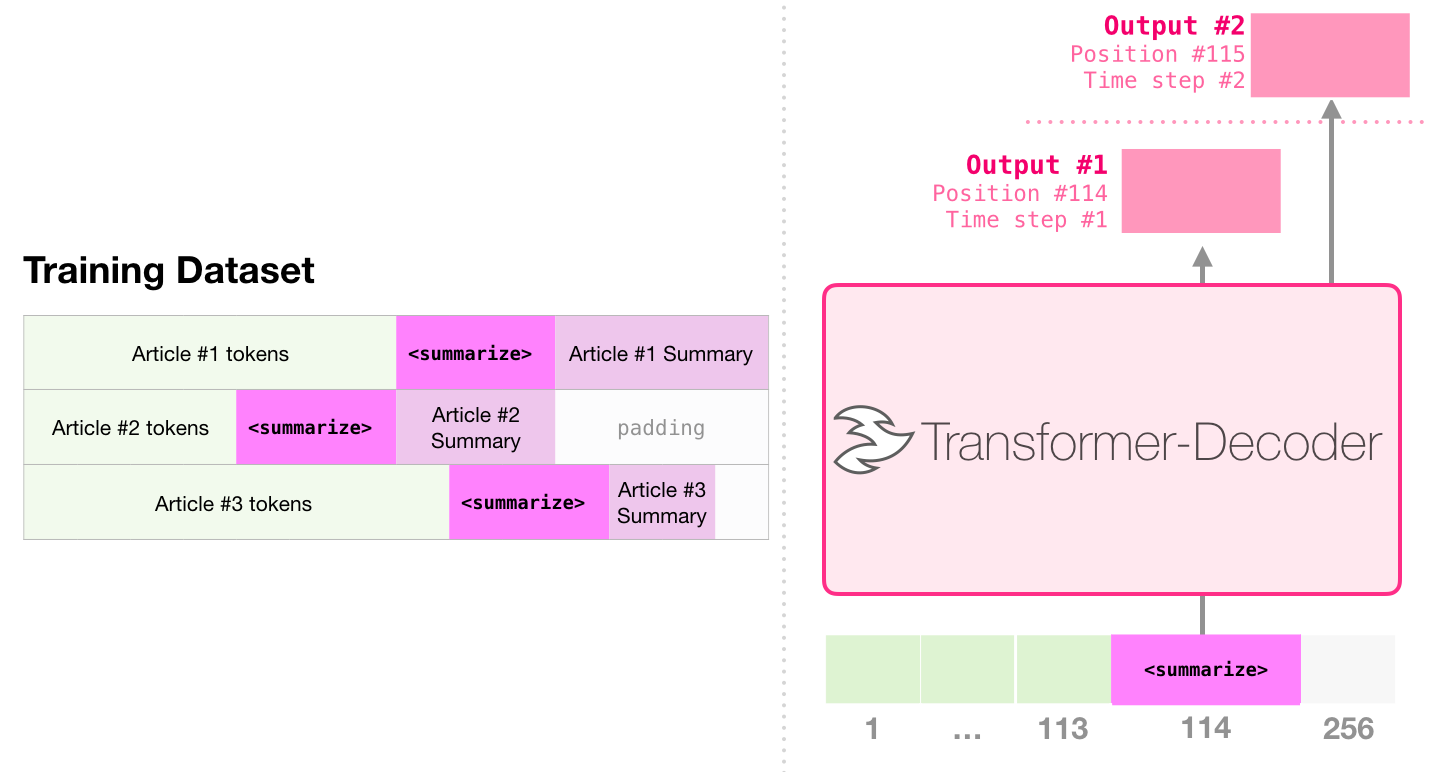 Training Dataset
Article #1 tokens <summarize> Article #1 Summary
Article #2 tokens <summarize> Article #2
Summary padding
Article #3 tokens <summarize> Article #3
Summary
Output #2
Position #115
Time step #2
Output #1
Position #114
Time step #1
Transformer-Decoder
<summarize>
1 ... 113 114 256